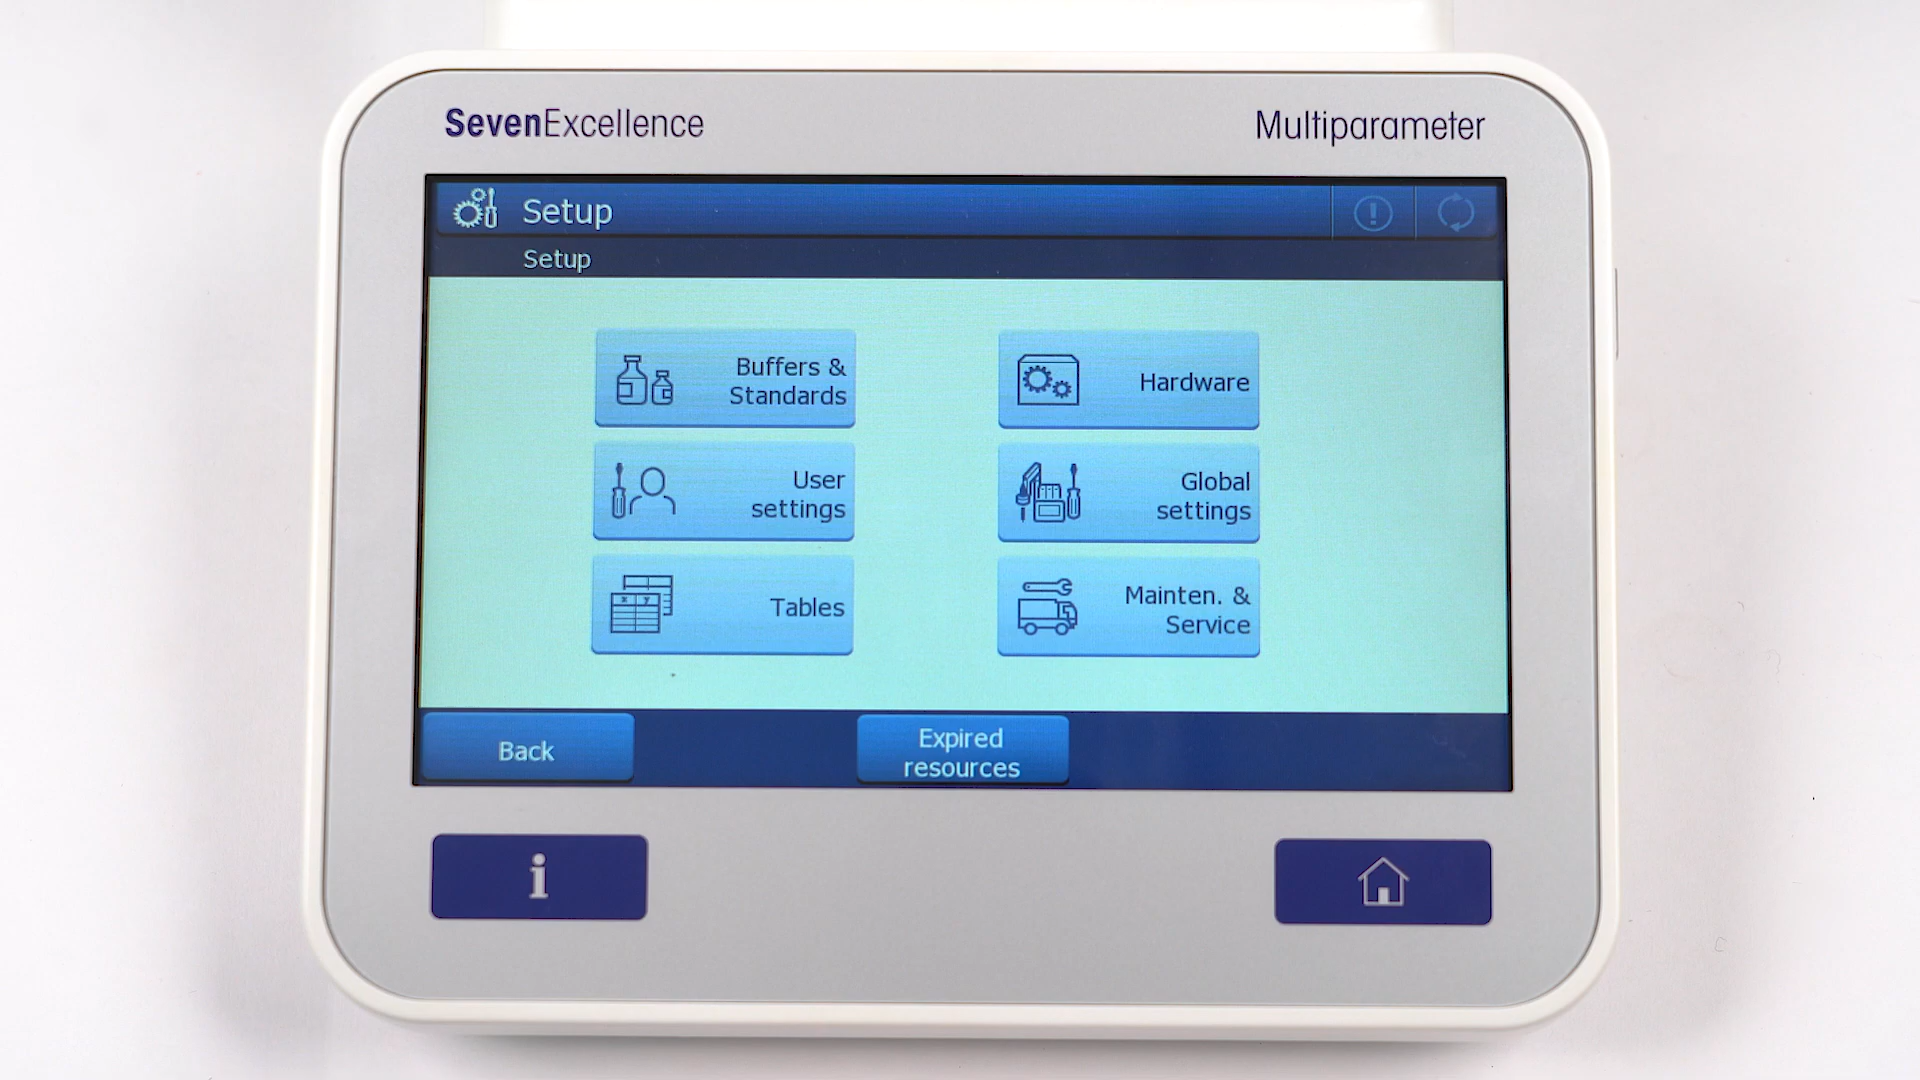 SevenExcellence
Multiparameter
Setup
Setup
Buffers &
Standards
Hardware
User
settings
Global
settings
Tables
x y
Mainten. &
Service
Back
Expired
resources
i